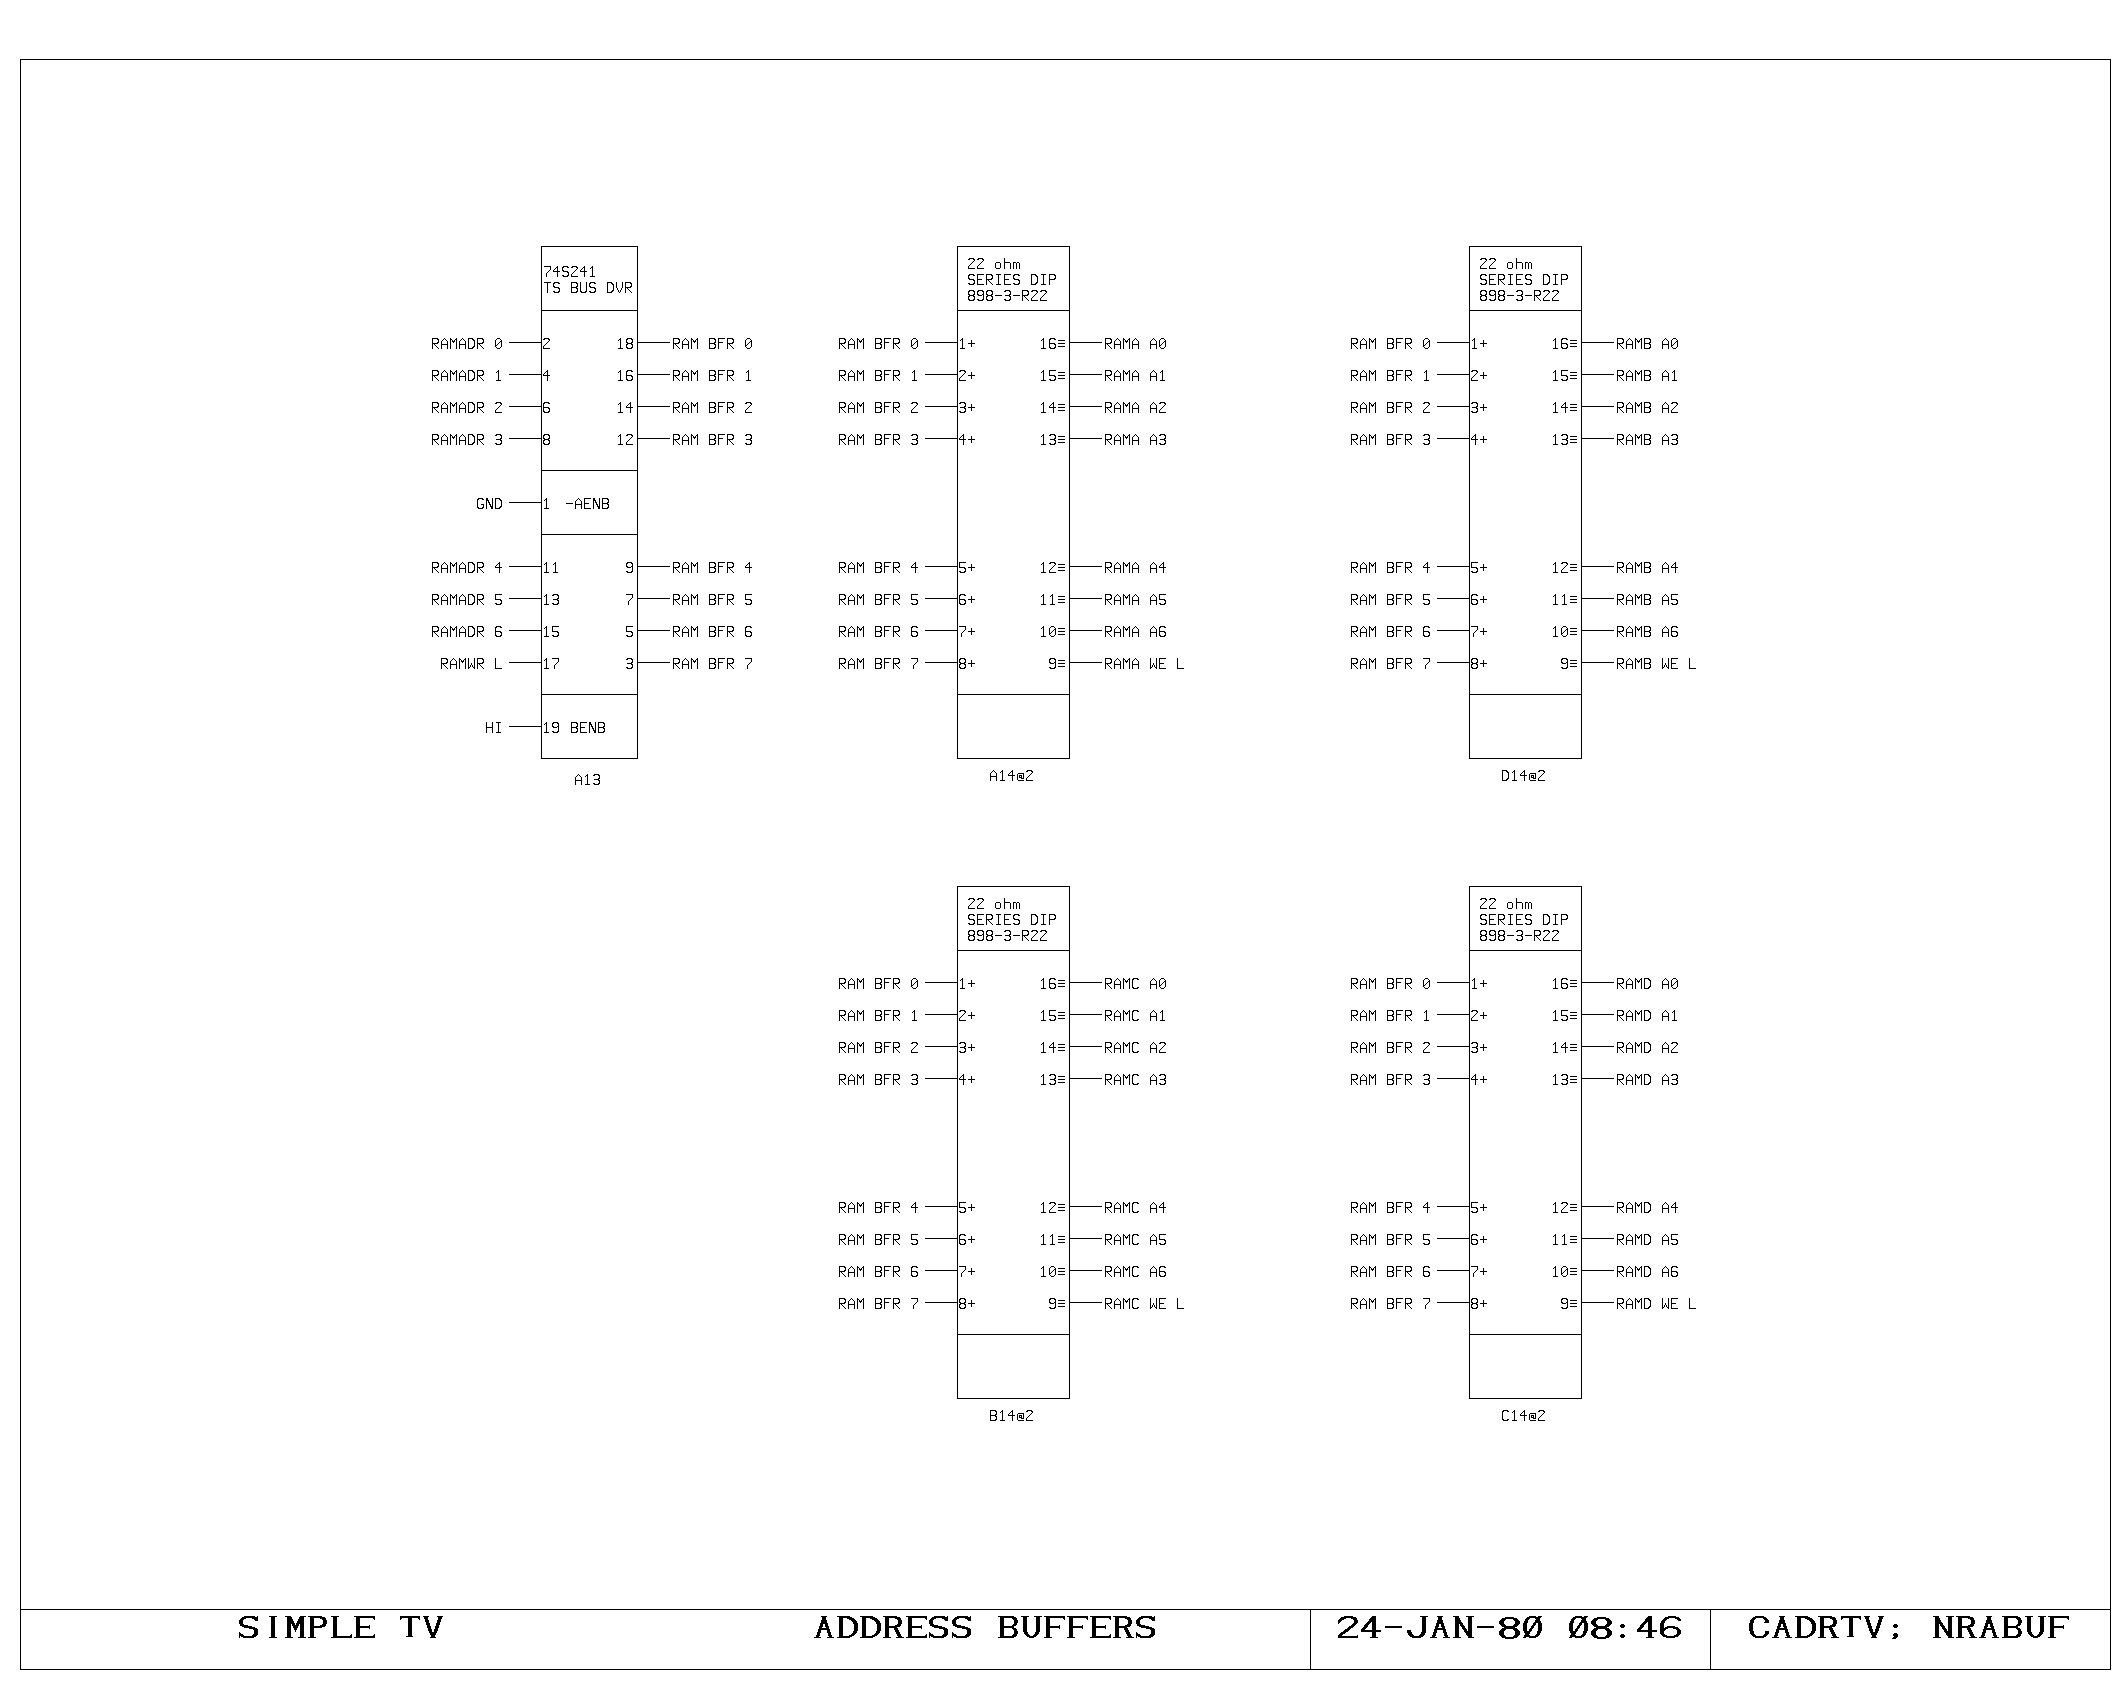 74S241
TS BUS DVR
RAMADR 0 2 18 RAM BFR 0
RAMADR 1 4 16 RAM BFR 1
RAMADR 2 6 14 RAM BFR 2
RAMADR 3 8 12 RAM BFR 3
GND 1 -AENB
RAMADR 4 11 9 RAM BFR 4
RAMADR 5 13 7 RAM BFR 5
RAMADR 6 15 5 RAM BFR 6
RAMWR L 17 3 RAM BFR 7
HI 19 BENB
A13
22 ohm
SERIES DIP
898-3-R22
RAM BFR 0 1+ 16≡ RAMA A0
RAM BFR 1 2+ 15≡ RAMA A1
RAM BFR 2 3+ 14≡ RAMA A2
RAM BFR 3 4+ 13≡ RAMA A3
RAM BFR 4 5+ 12≡ RAMA A4
RAM BFR 5 6+ 11≡ RAMA A5
RAM BFR 6 7+ 10≡ RAMA A6
RAM BFR 7 8+ 9≡ RAMA WE L
A14@2
22 ohm
SERIES DIP
898-3-R22
RAM BFR 0 1+ 16≡ RAMB A0
RAM BFR 1 2+ 15≡ RAMB A1
RAM BFR 2 3+ 14≡ RAMB A2
RAM BFR 3 4+ 13≡ RAMB A3
RAM BFR 4 5+ 12≡ RAMB A4
RAM BFR 5 6+ 11≡ RAMB A5
RAM BFR 6 7+ 10≡ RAMB A6
RAM BFR 7 8+ 9≡ RAMB WE L
D14@2
22 ohm
SERIES DIP
898-3-R22
RAM BFR 0 1+ 16≡ RAMC A0
RAM BFR 1 2+ 15≡ RAMC A1
RAM BFR 2 3+ 14≡ RAMC A2
RAM BFR 3 4+ 13≡ RAMC A3
RAM BFR 4 5+ 12≡ RAMC A4
RAM BFR 5 6+ 11≡ RAMC A5
RAM BFR 6 7+ 10≡ RAMC A6
RAM BFR 7 8+ 9≡ RAMC WE L
B14@2
22 ohm
SERIES DIP
898-3-R22
RAM BFR 0 1+ 16≡ RAMD A0
RAM BFR 1 2+ 15≡ RAMD A1
RAM BFR 2 3+ 14≡ RAMD A2
RAM BFR 3 4+ 13≡ RAMD A3
RAM BFR 4 5+ 12≡ RAMD A4
RAM BFR 5 6+ 11≡ RAMD A5
RAM BFR 6 7+ 10≡ RAMD A6
RAM BFR 7 8+ 9≡ RAMD WE L
C14@2
SIMPLE TV ADDRESS BUFFERS 24-JAN-80 08:46 CADRTV; NRABUF